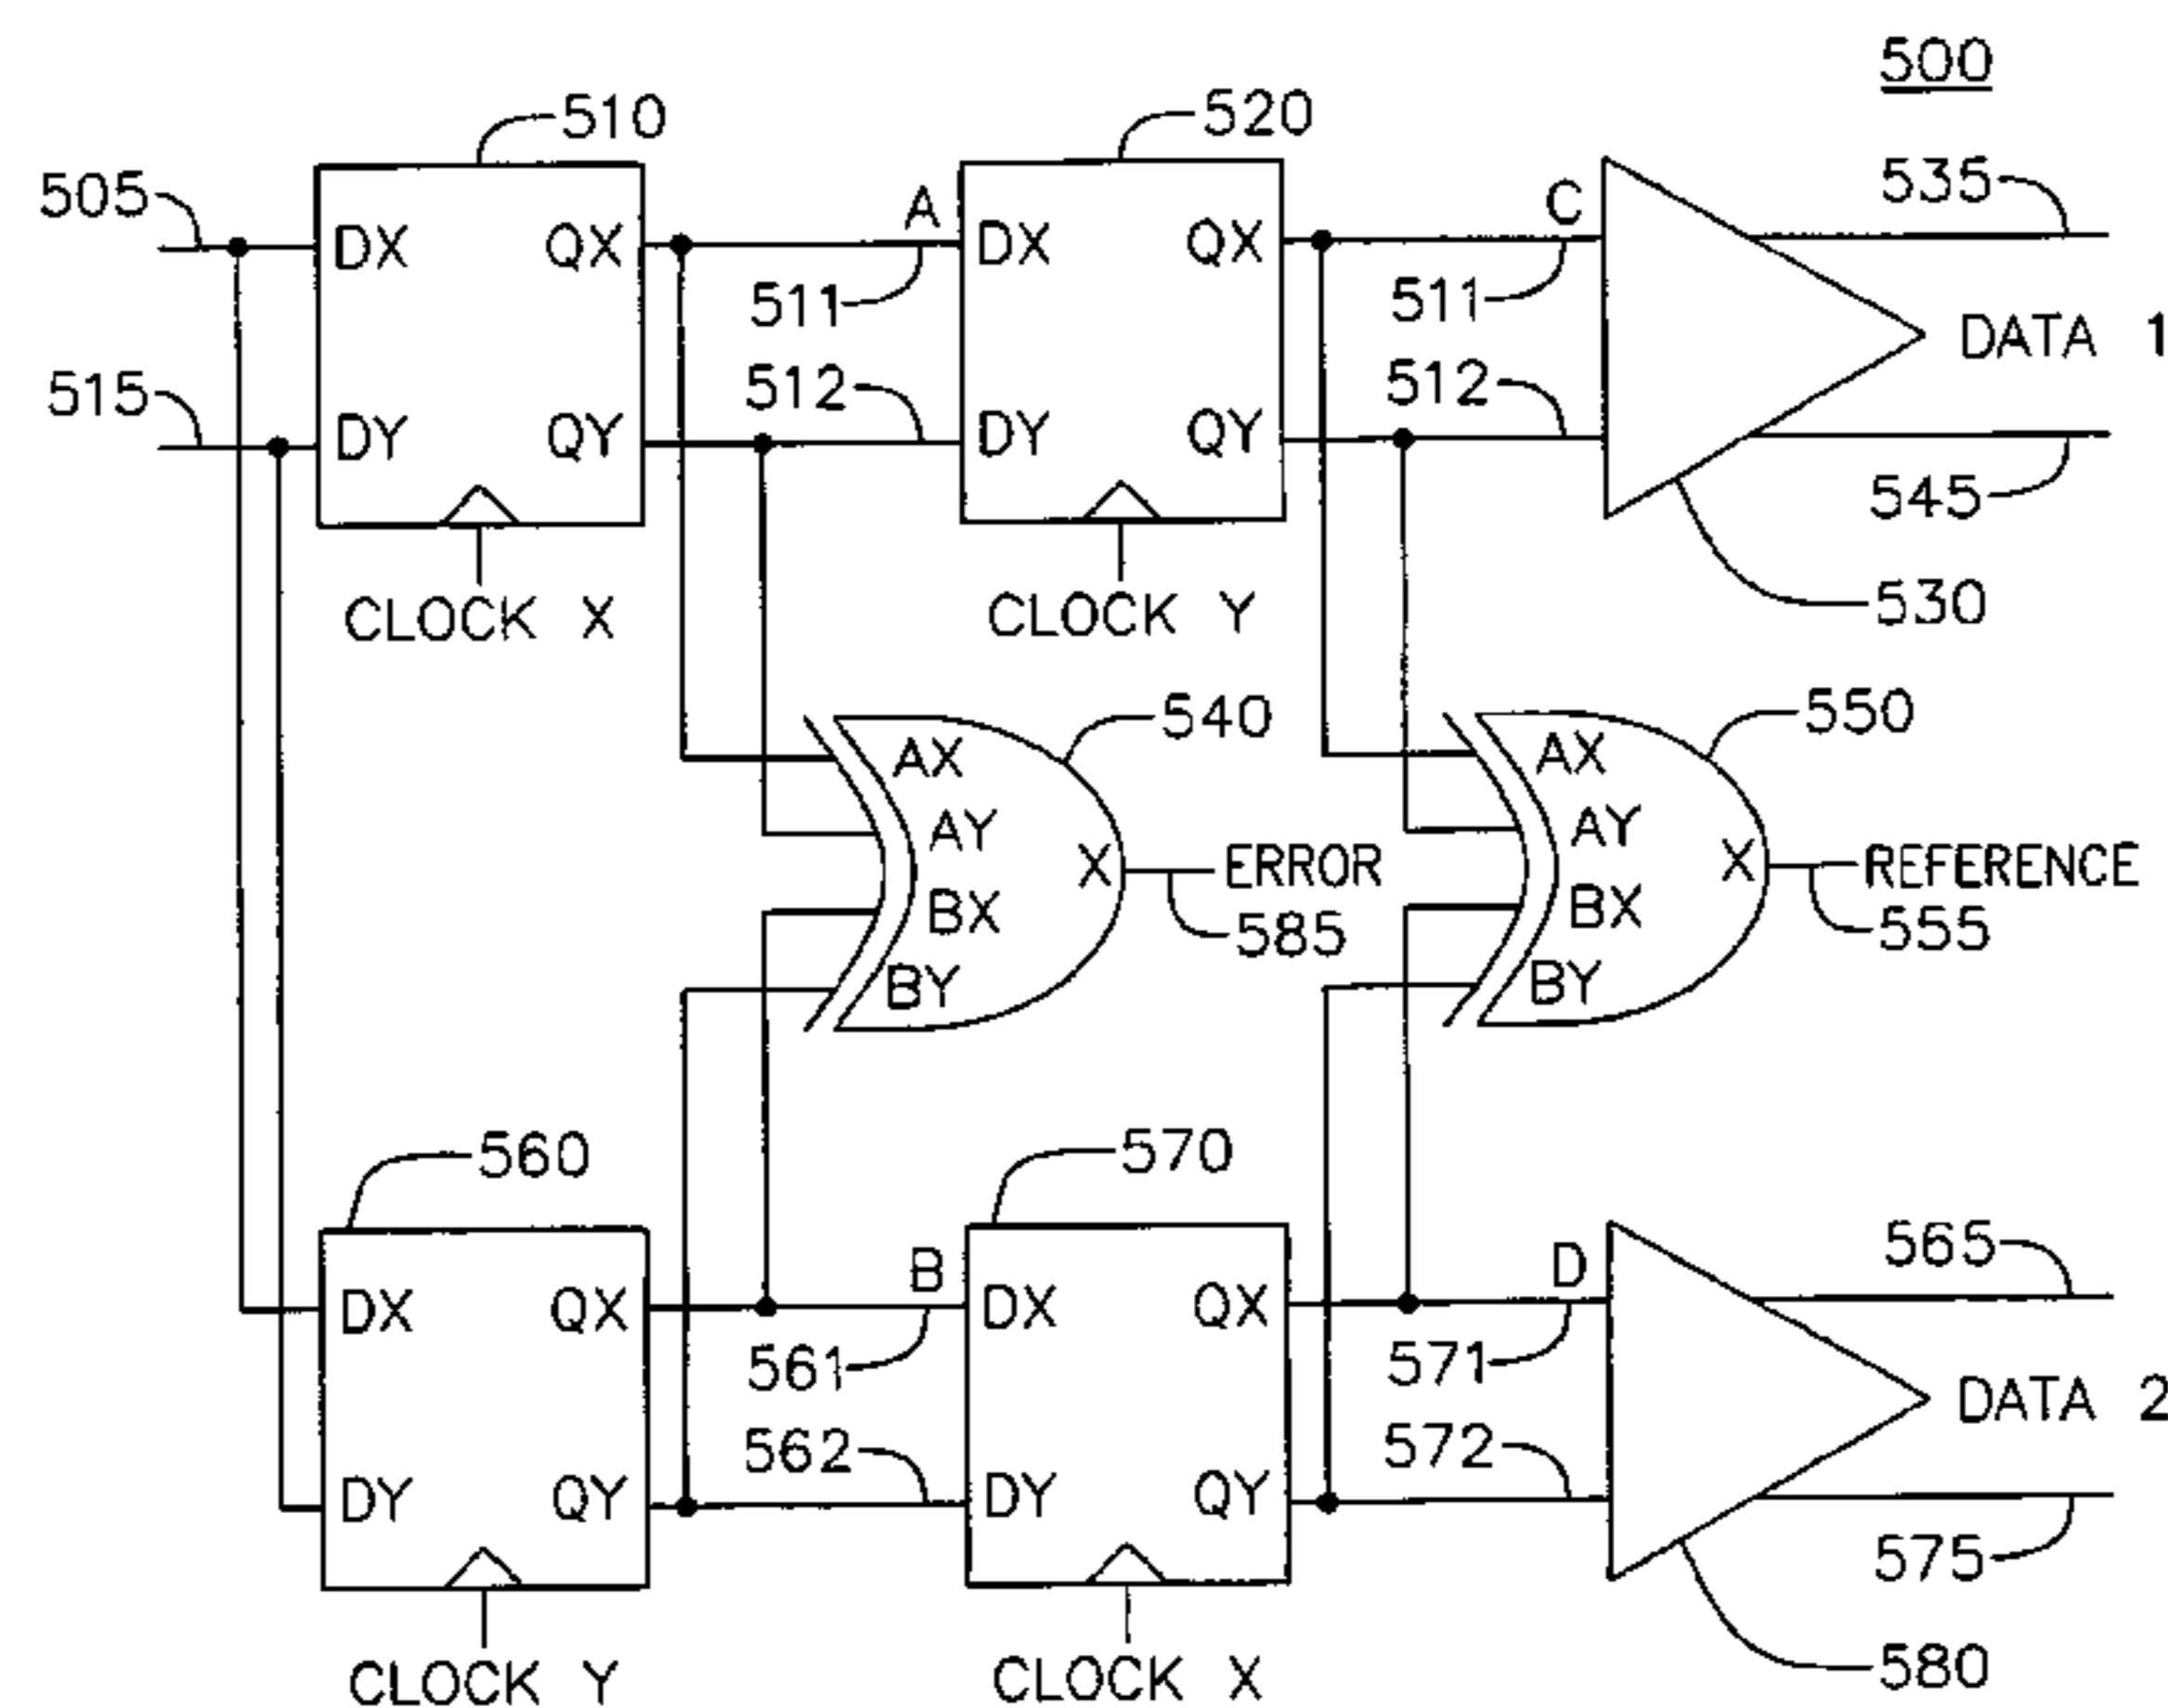 500
510
520
505
535
DX QX A DX QX C
511
511
DATA 1
515
512
512
DY QY DY QY
545
530
CLOCK X
CLOCK Y
540
550
AX
AY
BX
BY
X
ERROR
585
AX
AY
BX
BY
X
REFERENCE
555
560
570
565
DX QX B DX QX D
561
571
DATA 2
562
572
DY QY DY QY
575
580
CLOCK Y
CLOCK X